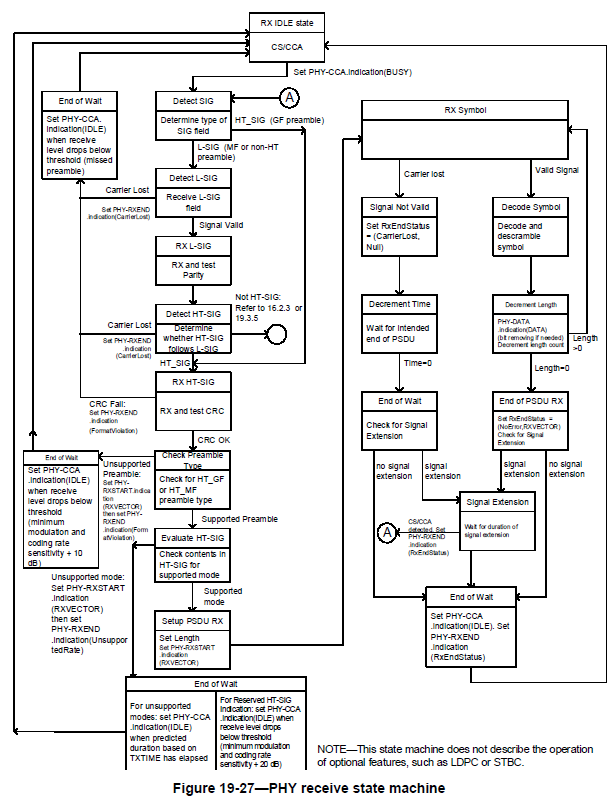 RX IDLE state
CS/CCA
Set PHY-CCA.indication(BUSY)
A
End of Wait
Set PHY-CCA.
indication(IDLE)
when receive
level drops below
threshold (missed
preamble)
Detect SIG
Determine type of
SIG field
HT_SIG (GF preamble)
L-SIG (MF or non-HT
preamble)
Carrier Lost
Set PHY-RXEND
.indication(CarrierLost)
Detect L-SIG
Receive L-SIG
field
Signal Valid
RX L-SIG
RX and test
Parity
Detect HT-SIG
Determine
whether HT-SIG
follows L-SIG
Not HT-SIG:
Refer to 16.2.3 or
19.3.5
Carrier Lost
Set PHY-RXEND
.indication
(CarrierLost)
HT_SIG
RX HT-SIG
RX and test CRC
CRC Fail:
Set PHY-RXEND
.indication
(FormatViolation)
CRC OK
End of Wait
Set PHY-CCA
.indication(IDLE)
when receive
level drops below
threshold
(minimum
modulation and
coding rate
sensitivity + 10
dB)
Unsupported
Preamble:
Set PHY-
RXSTART.indica
tion
(RXVECTOR)
then set PHY-
RXEND
.indication(For
matViolation)
Check Preamble
Type
Check for HT_GF
or HT_MF
preamble type
Supported Preamble
Evaluate HT-SIG
Check contents in
HT-SIG for
supported mode
Unsupported mode:
Set PHY-RXSTART
.indication
(RXVECTOR)
then set
PHY-RXEND
.indication(Unsuppo
rtedRate)
Supported
mode
Setup PSDU RX
Set Length
Set PHY-RXSTART
.indication
(RXVECTOR)
End of Wait
For unsupported
modes: set PHY-CCA
.indication(IDLE)
when predicted
duration based on
TXTIME has elapsed
For Reserved HT-SIG
Indication: set PHY-CCA
.indication(IDLE) when
receive level drops
below threshold
(minimum modulation
and coding rate
sensitivity + 20 dB)
RX Symbol
Carrier lost
Valid Signal
Signal Not Valid
Set RxEndStatus
= (CarrierLost,
Null)
Decode Symbol
Decode and
descramble
symbol
Decrement Time
Wait for intended
end of PSDU
Decrement Length
PHY-DATA
.indication(DATA)
(bit removing if needed)
Decrement length count
Length
>0
Time=0
Length=0
End of Wait
Check for Signal
Extension
End of PSDU RX
Set RxEndStatus =
(NoError,RXVECTOR)
Check for Signal
Extension
no signal
extension
signal
extension
signal
extension
no signal
extension
Signal Extension
Wait for duration of
signal extension
A
CS/CCA
detected. Set
PHY-RXEND
.indication
(RxEndStatus)
End of Wait
Set PHY-CCA
.indication(IDLE). Set
PHY-RXEND
.indication
(RxEndStatus)
NOTE—This state machine does not describe the operation
of optional features, such as LDPC or STBC.
Figure 19-27—PHY receive state machine